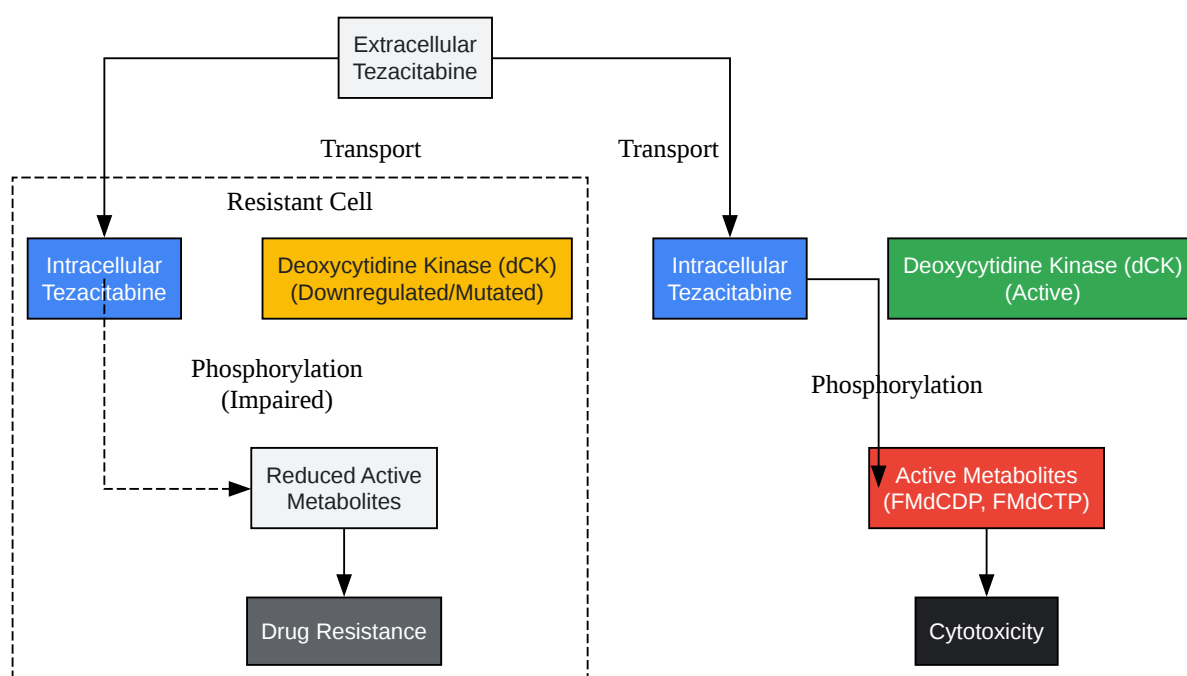 Extracellular
Tezacitabine
Transport
Transport
Resistant Cell
Intracellular
Tezacitabine
Deoxycytidine Kinase (dCK)
(Downregulated/Mutated)
Intracellular
Tezacitabine
Deoxycytidine Kinase (dCK)
(Active)
Phosphorylation
(Impaired)
Phosphorylation
Reduced Active
Metabolites
Active Metabolites
(FMdCDP, FMdCTP)
Drug Resistance
Cytotoxicity